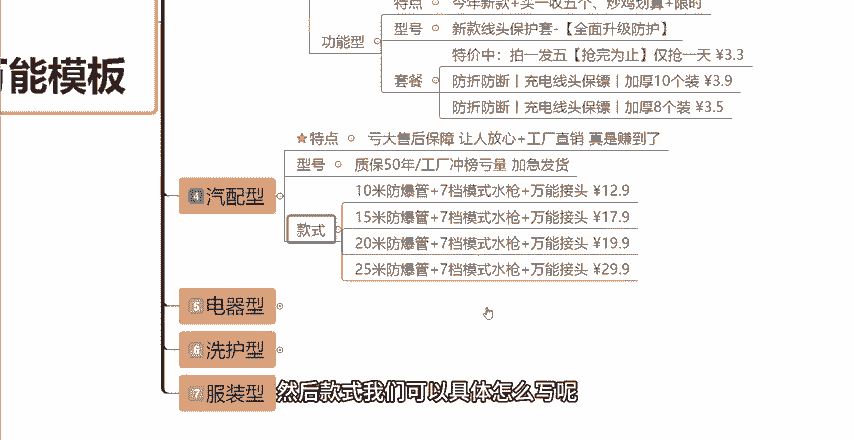 特点 今年新款+买一收五个、炒鸡划算+限时
型号 新款线头保护套-【全面升级防护】
功能型
特价中：拍一发五【抢完为止】仅抢一天 ¥3.3
套餐 防折防断丨充电线头保镖丨加厚10个装 ¥3.9
防折防断丨充电线头保镖丨加厚8个装 ¥3.5
能模板
★特点 亏大售后保障 让人放心+工厂直销 真是赚到了
型号 质保50年/工厂冲榜亏量 加急发货
4 汽配型
10米防爆管+7档模式水枪+万能接头 ¥12.9
15米防爆管+7档模式水枪+万能接头 ¥17.9
款式
20米防爆管+7档模式水枪+万能接头 ¥19.9
25米防爆管+7档模式水枪+万能接头 ¥29.9
5 电器型
6 洗护型
7 服装型
然后款式我们可以具体怎么写呢